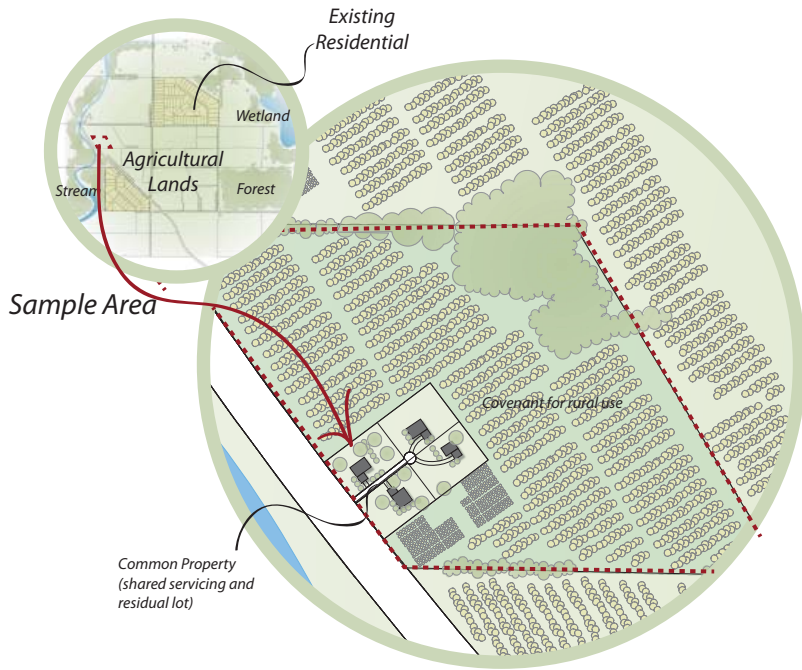 Existing
Residential
Wetland
Agricultural
Lands
Stream
Forest
Sample Area
Covenant for rural use
Common Property
(shared servicing and
residual lot)